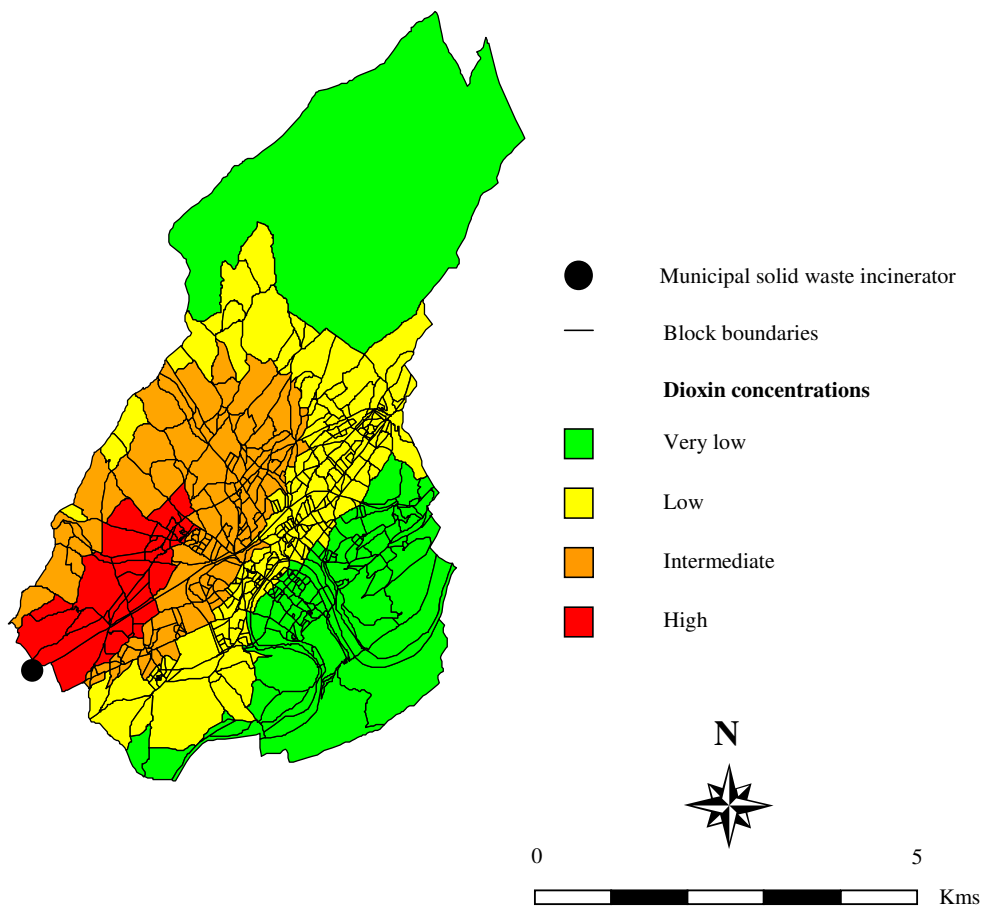 Municipal solid waste incinerator
Block boundaries
Dioxin concentrations
Very low
Low
Intermediate
High
N
0 5
Kms